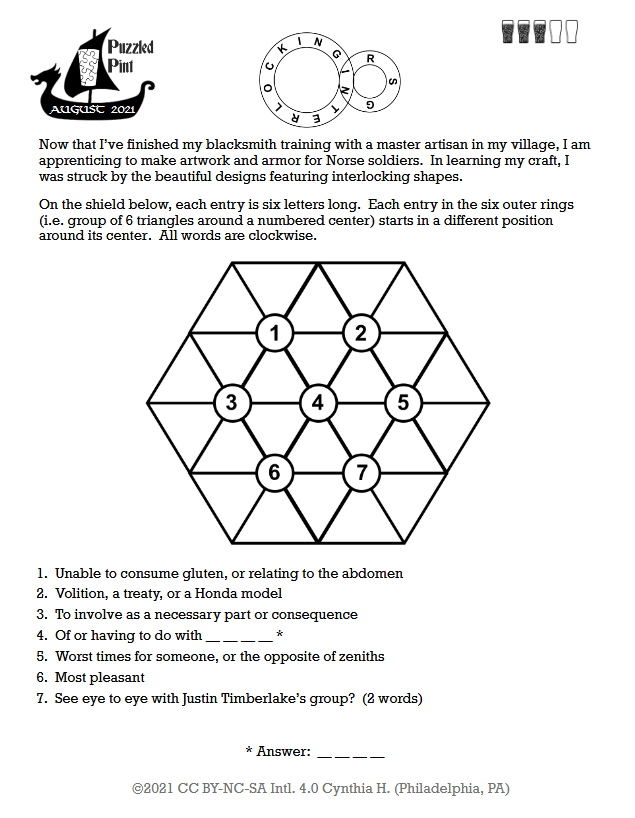 Puzzled
Pint
AUGUST 2021
INTERLOCKING
RINGS
Now that I've finished my blacksmith training with a master artisan in my village, I am
apprenticing to make artwork and armor for Norse soldiers.  In learning my craft, I
was struck by the beautiful designs featuring interlocking shapes.
On the shield below, each entry is six letters long.  Each entry in the six outer rings
(i.e. group of 6 triangles around a numbered center) starts in a different position
around its center.  All words are clockwise.
1 2
3 4 5
6 7
1.  Unable to consume gluten, or relating to the abdomen
2.  Volition, a treaty, or a Honda model
3.  To involve as a necessary part or consequence
4.  Of or having to do with __ __ __ __ *
5.  Worst times for someone, or the opposite of zeniths
6.  Most pleasant
7.  See eye to eye with Justin Timberlake's group?  (2 words)
* Answer:  __ __ __ __
©2021 CC BY-NC-SA Intl. 4.0 Cynthia H. (Philadelphia, PA)